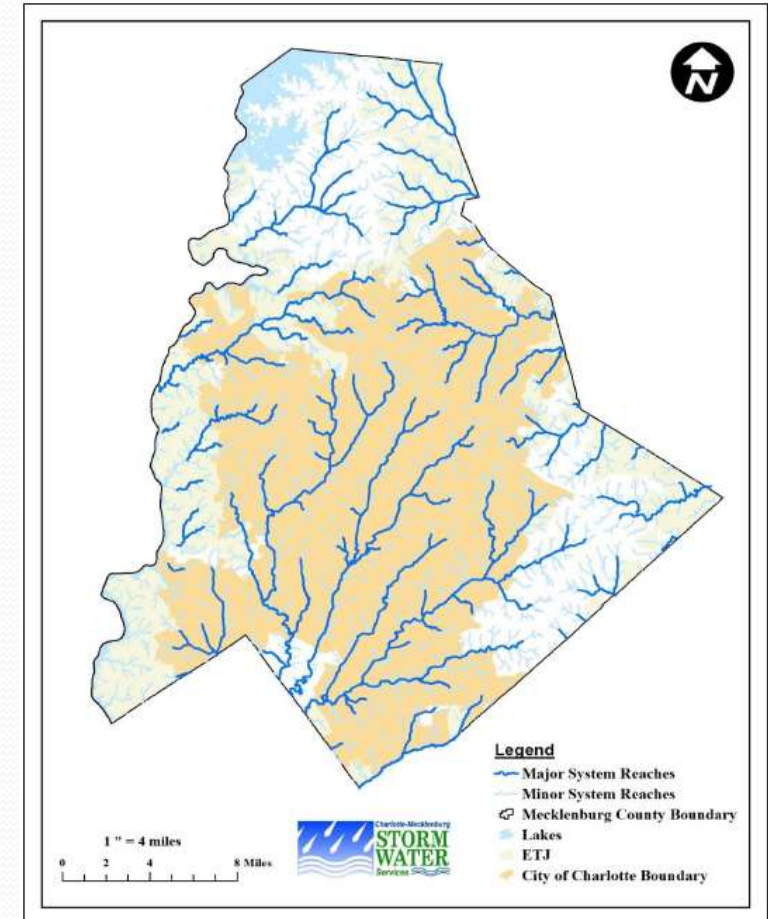 N
Legend
Major System Reaches
Minor System Reaches
Mecklenburg County Boundary
Lakes
ETJ
City of Charlotte Boundary
1 " = 4 miles
0 2 4 8 Miles
Charlotte-Mecklenburg
STORM
WATER
Services